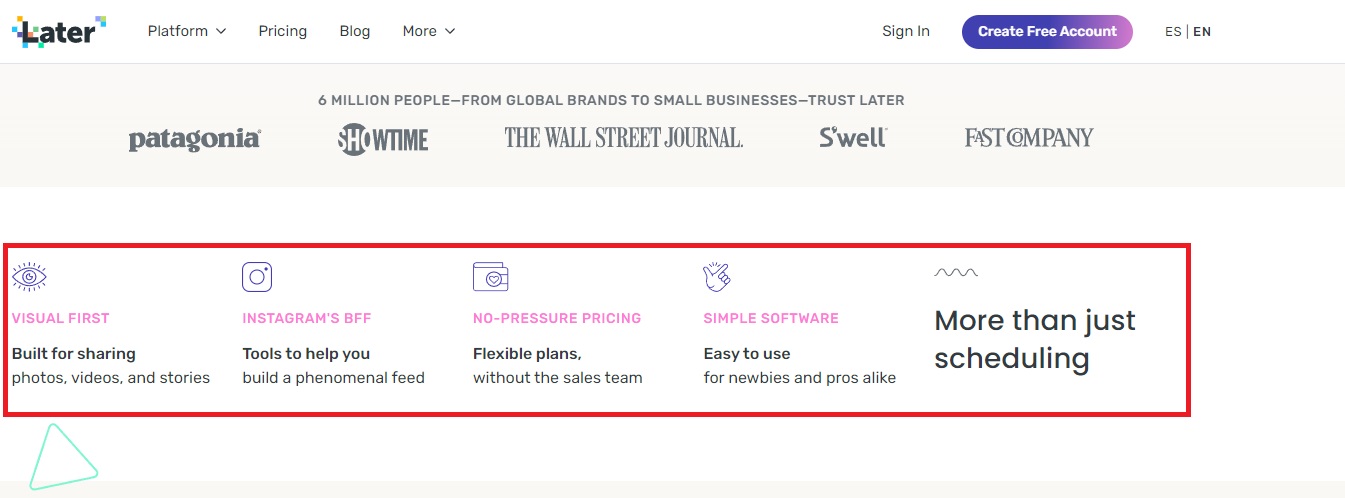 Later
Platform
Pricing
Blog
More
Sign In
Create Free Account
ES | EN
6 MILLION PEOPLE—FROM GLOBAL BRANDS TO SMALL BUSINESSES—TRUST LATER
patagonia®
SHOWTIME
THE WALL STREET JOURNAL.
S'well
FAST COMPANY
VISUAL FIRST
Built for sharing
photos, videos, and stories
INSTAGRAM'S BFF
Tools to help you
build a phenomenal feed
NO-PRESSURE PRICING
Flexible plans,
without the sales team
SIMPLE SOFTWARE
Easy to use
for newbies and pros alike
More than just
scheduling